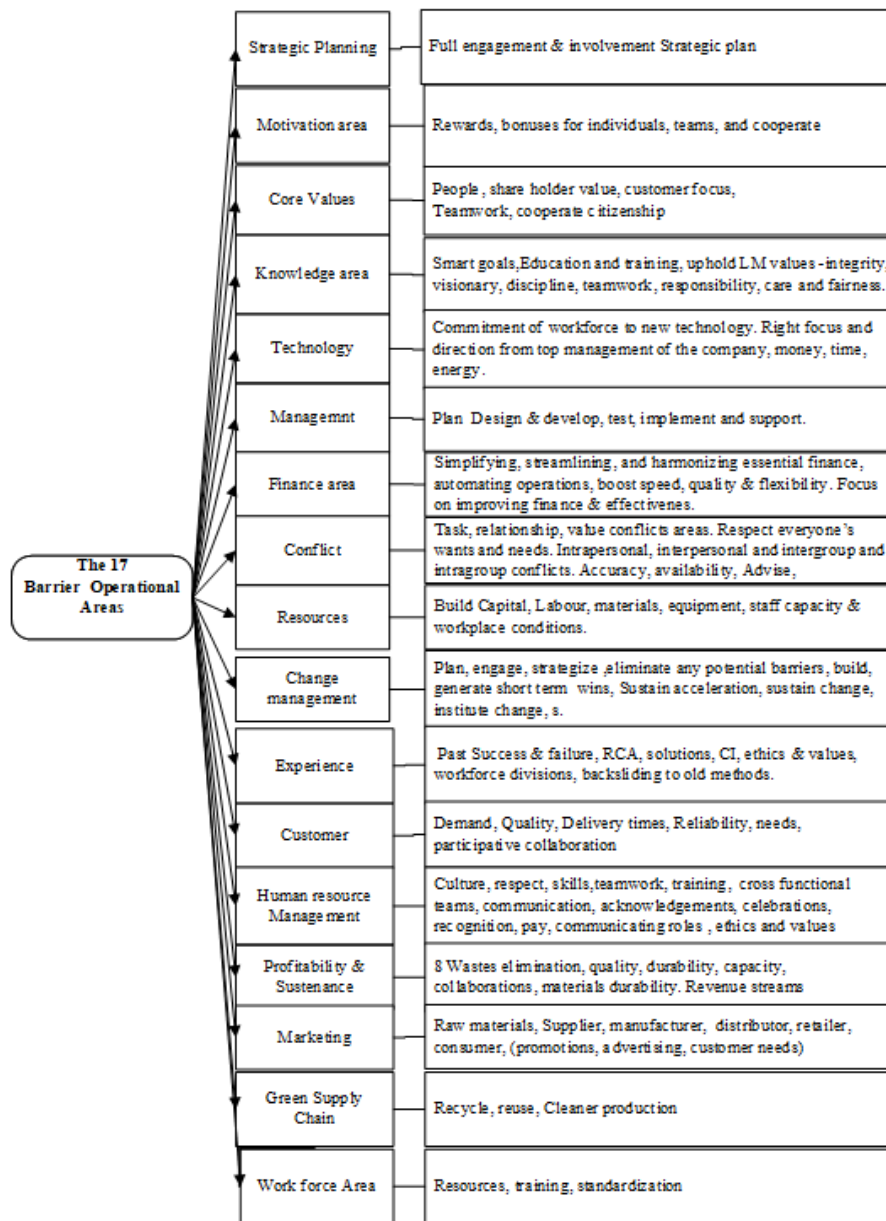 Strategic Planning
Full engagement & involvement Strategic plan
Motivation area
Rewards, bonuses for individuals, teams, and cooperate
Core Values
People, share holder value, customer focus,
Teamwork, cooperate citizenship
Knowledge area
Smart goals,Education and training, uphold LM values -integrity,
visionary, discipline, teamwork, responsibility, care and fairness.
Technology
Commitment of workforce to new technology. Right focus and
direction from top management of the company, money, time,
energy.
Managemnt
Plan Design & develop, test, implement and support.
Finance area
Simplifying, streamlining, and harmonizing essential finance,
automating operations, boost speed, quality & flexibility. Focus
on improving finance & effectivenes.
Conflict
Task, relationship, value conflicts areas. Respect everyone's
wants and needs. Intrapersonal, interpersonal and intergroup and
intragroup conflicts. Accuracy, availability, Advise,
The 17
Barrier Operational
Areas
Resources
Build Capital, Labour, materials, equipment, staff capacity &
workplace conditions.
Change
management
Plan, engage, strategize ,eliminate any potential barriers, build,
generate short term wins, Sustain acceleration, sustain change,
institute change, s.
Experience
Past Success & failure, RCA, solutions, CI, ethics & values,
workforce divisions, backsliding to old methods.
Customer
Demand, Quality, Delivery times, Reliability, needs,
participative collaboration
Human resource
Management
Culture, respect, skills,teamwork, training, cross functional
teams, communication, acknowledgements, celebrations,
recognition, pay, communicating roles , ethics and values
Profitability &
Sustenance
8 Wastes elimination, quality, durability, capacity,
collaborations, materials durability. Revenue streams
Marketing
Raw materials, Supplier, manufacturer, distributor, retailer,
consumer, (promotions, advertising, customer needs)
Green Supply
Chain
Recycle, reuse, Cleaner production
Work force Area
Resources, training, standardization